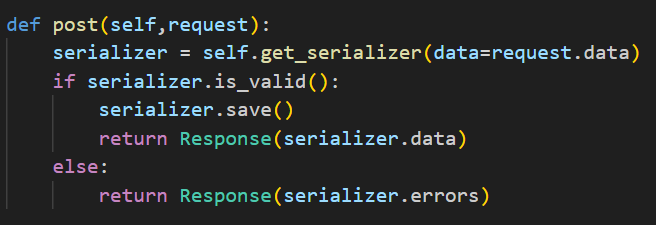 def post(self,request):
    serializer = self.get_serializer(data=request.data)
    if serializer.is_valid():
        serializer.save()
        return Response(serializer.data)
    else:
        return Response(serializer.errors)